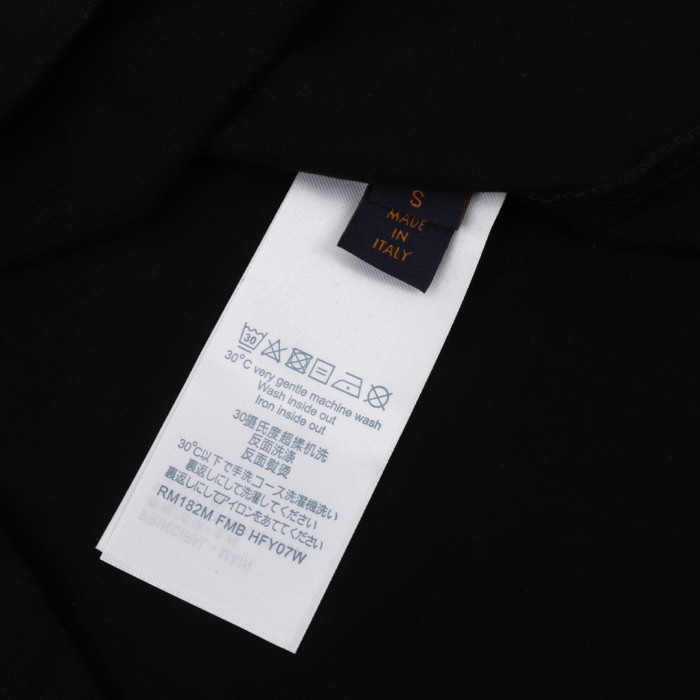 S
MADE
IN
ITALY
30
30°C very gentle machine wash
Wash inside out
Iron inside out
30摄氏度超揉机洗
反面洗涤
反面熨烫
30℃以下で手洗コース洗濯機洗い
裏返しにして洗濯してください
裏返しにしてアイロンをあててください
RM182M FMB HFY07W
PRINCIPAL - MAIN